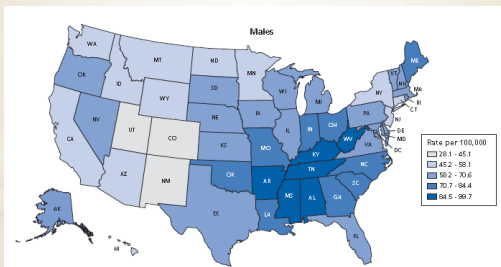 Males
WA
MT
ND
MN
ME
OR
ID
SD
WI
MI
NY
VT
NH
MA
RI
CT
WY
NE
IA
PA
NJ
NV
UT
CO
KS
MO
IL
IN
OH
WV
VA
DE
MD
DC
CA
AZ
NM
OK
AR
KY
TN
NC
SC
TX
LA
MS
AL
GA
FL
AK
HI
Rate per 100,000
28.1 - 45.1
45.2 - 58.1
58.2 - 70.6
70.7 - 84.4
84.5 - 99.7